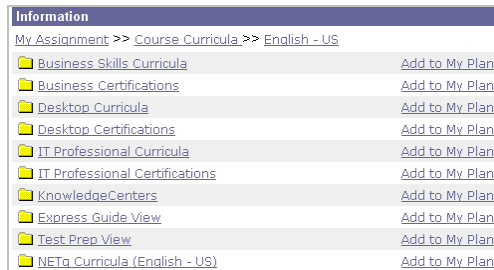 Information
My Assignment >> Course Curricula >> English - US
Business Skills Curricula Add to My Plan
Business Certifications Add to My Plan
Desktop Curricula Add to My Plan
Desktop Certifications Add to My Plan
IT Professional Curricula Add to My Plan
IT Professional Certifications Add to My Plan
KnowledgeCenters Add to My Plan
Express Guide View Add to My Plan
Test Prep View Add to My Plan
NETg Curricula (English - US) Add to My Plan